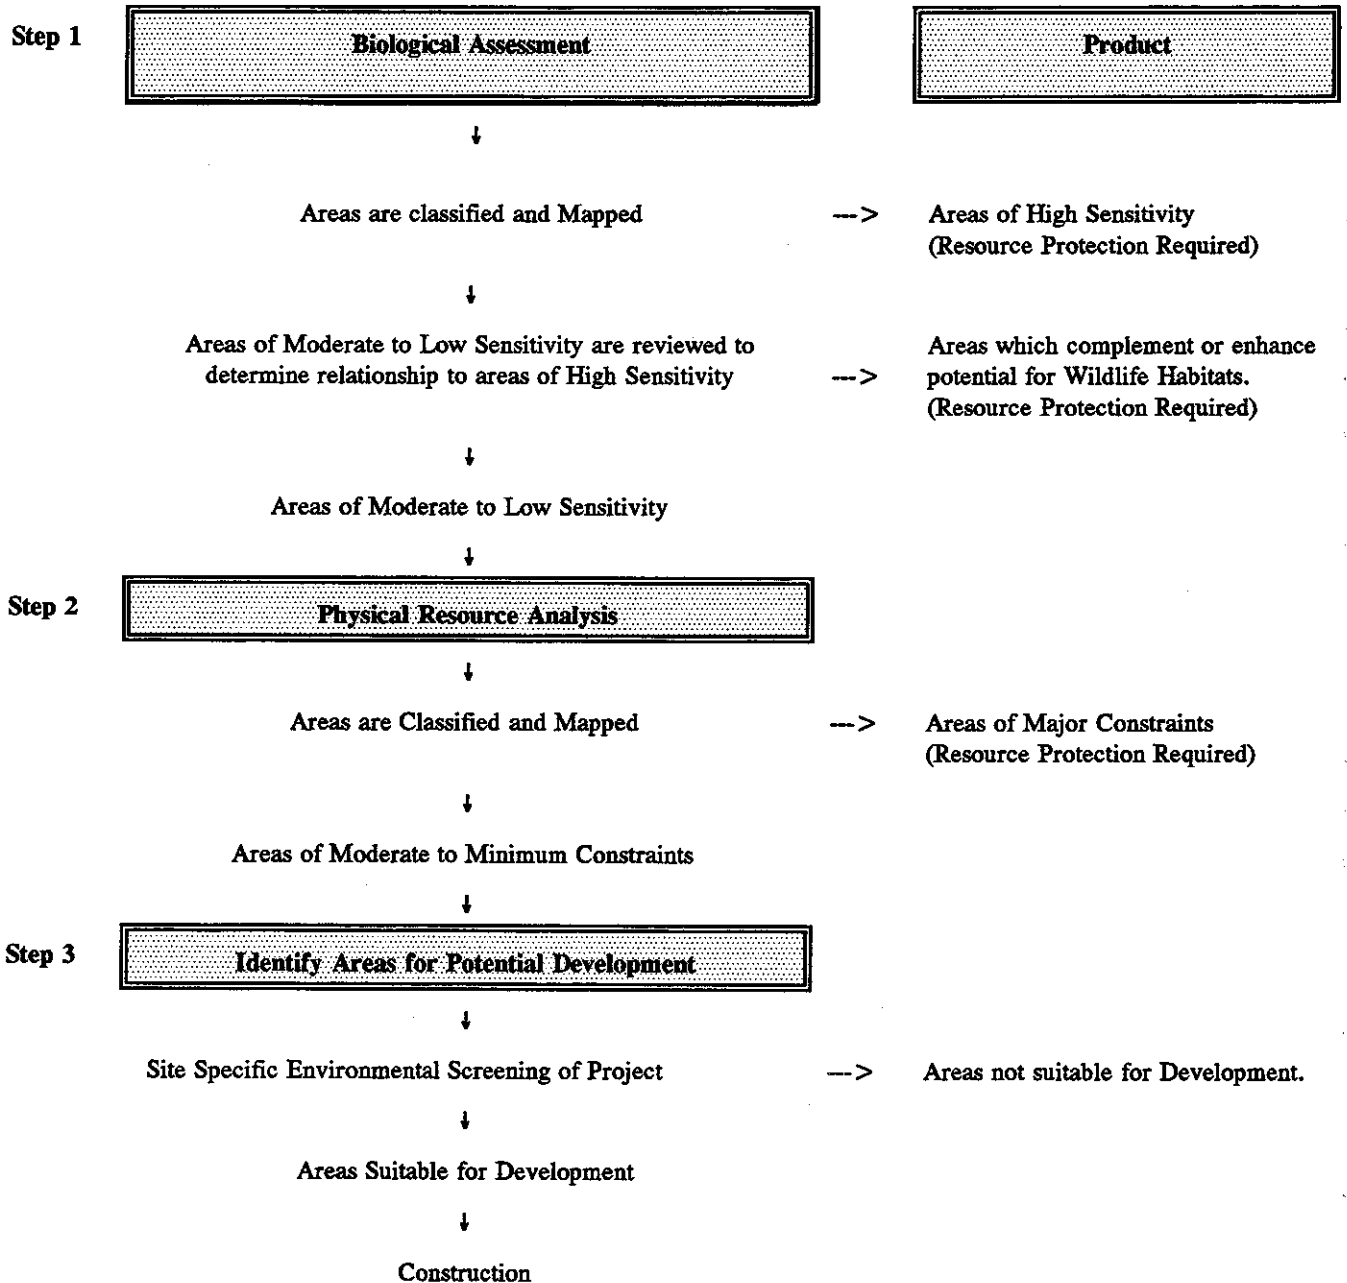 Step 1
Biological Assessment
Product
↓
Areas are classified and Mapped
--->
Areas of High Sensitivity
(Resource Protection Required)
↓
Areas of Moderate to Low Sensitivity are reviewed to
determine relationship to areas of High Sensitivity
--->
Areas which complement or enhance
potential for Wildlife Habitats.
(Resource Protection Required)
↓
Areas of Moderate to Low Sensitivity
↓
Step 2
Physical Resource Analysis
↓
Areas are Classified and Mapped
--->
Areas of Major Constraints
(Resource Protection Required)
↓
Areas of Moderate to Minimum Constraints
↓
Step 3
Identify Areas for Potential Development
↓
Site Specific Environmental Screening of Project
--->
Areas not suitable for Development.
↓
Areas Suitable for Development
↓
Construction